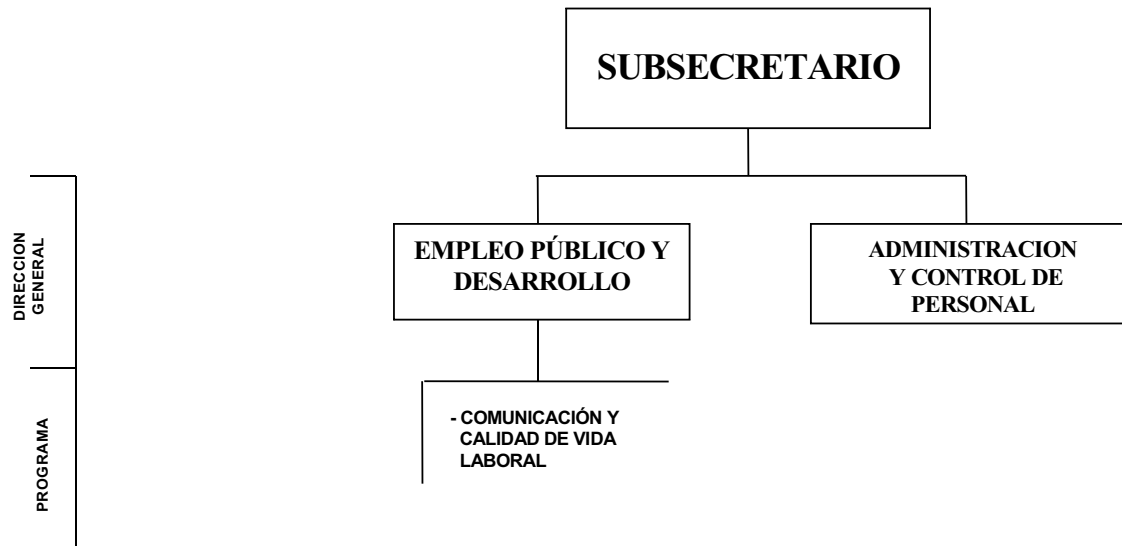 SUBSECRETARIO
DIRECCION
GENERAL
EMPLEO PÚBLICO Y
DESARROLLO
ADMINISTRACION
Y CONTROL DE
PERSONAL
PROGRAMA
- COMUNICACIÓN Y
CALIDAD DE VIDA
LABORAL